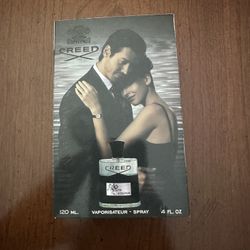 CREED
CREED
120 ML. VAPORISATEUR - SPRAY 4 FL. OZ